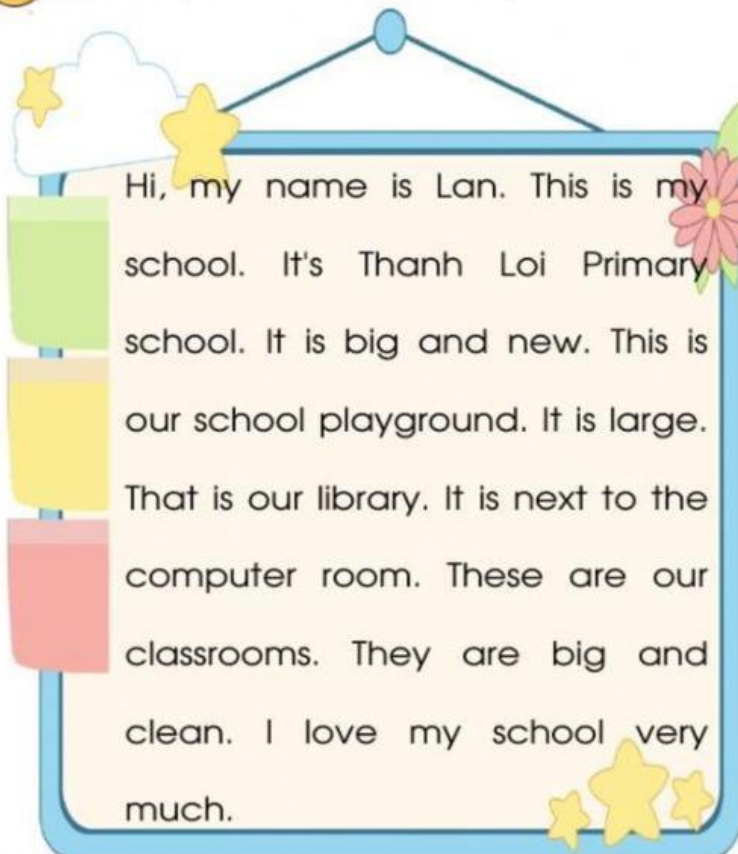 Hi, my name is Lan. This is my
school. It's Thanh Loi Primary
school. It is big and new. This is
our school playground. It is large.
That is our library. It is next to the
computer room. These are our
classrooms. They are big and
clean. I love my school very
much.